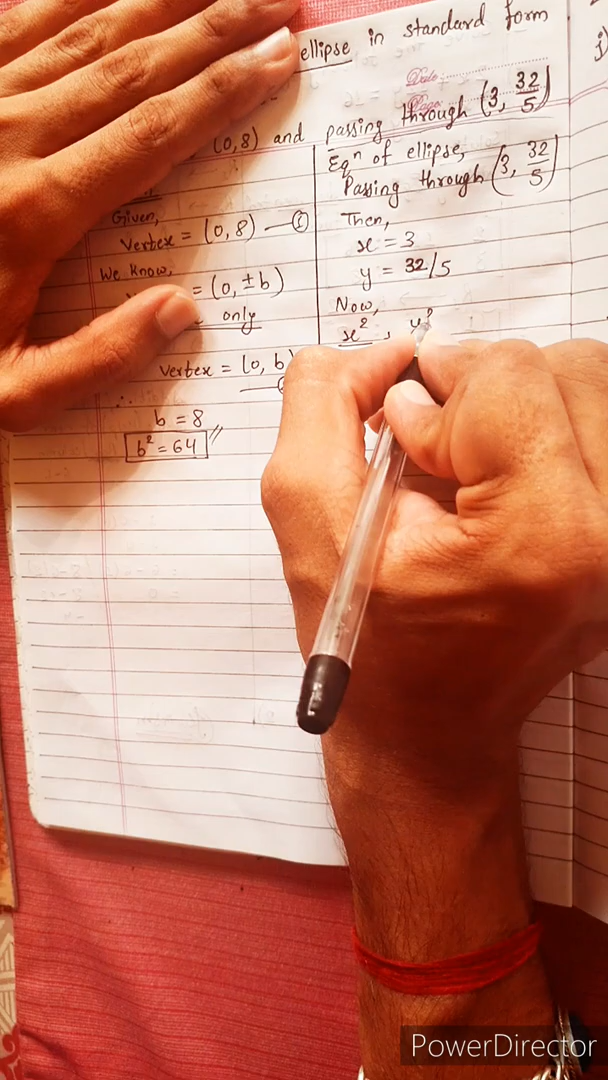 ellipse in standard form
Date
Page
(0,8) and passing through (3, 32/5)
Given,
Vertex = (0,8) — ①
We know,
= (0, ±b)
only
Vertex = (0, b)
∴
b = 8
b² = 64 //
Eqⁿ of ellipse,
Passing through (3, 32/5)
Then,
x = 3
y = 32/5
Now,
x² , y²
PowerDirector